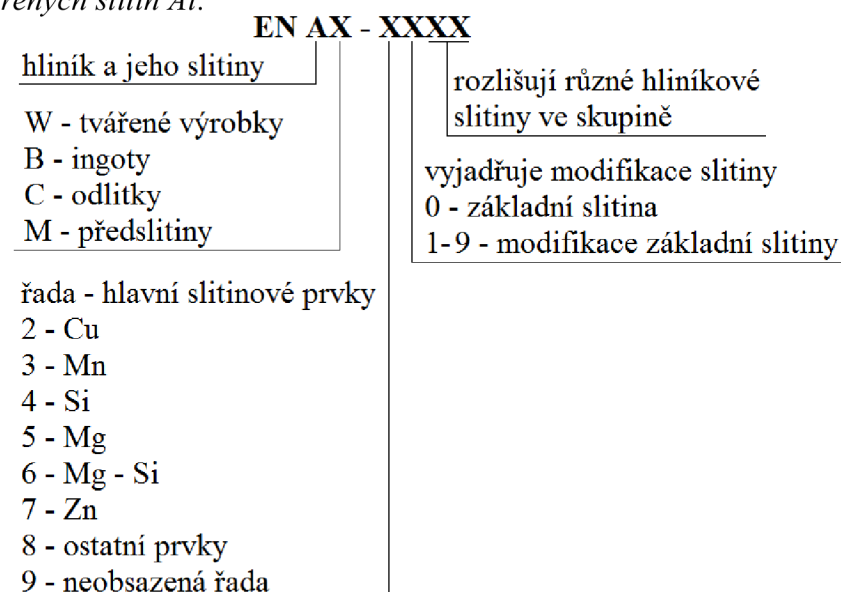 slitin Al.
EN AX - XXXX
hliník a jeho slitiny
rozlišují různé hliníkové
slitiny ve skupině
W - tvářené výrobky
B - ingoty
C - odlitky
M - předslitiny
vyjadřuje modifikace slitiny
0 - základní slitina
1-9 - modifikace základní slitiny
řada - hlavní slitinové prvky
2 - Cu
3 - Mn
4 - Si
5 - Mg
6 - Mg - Si
7 - Zn
8 - ostatní prvky
9 - neobsazená řada